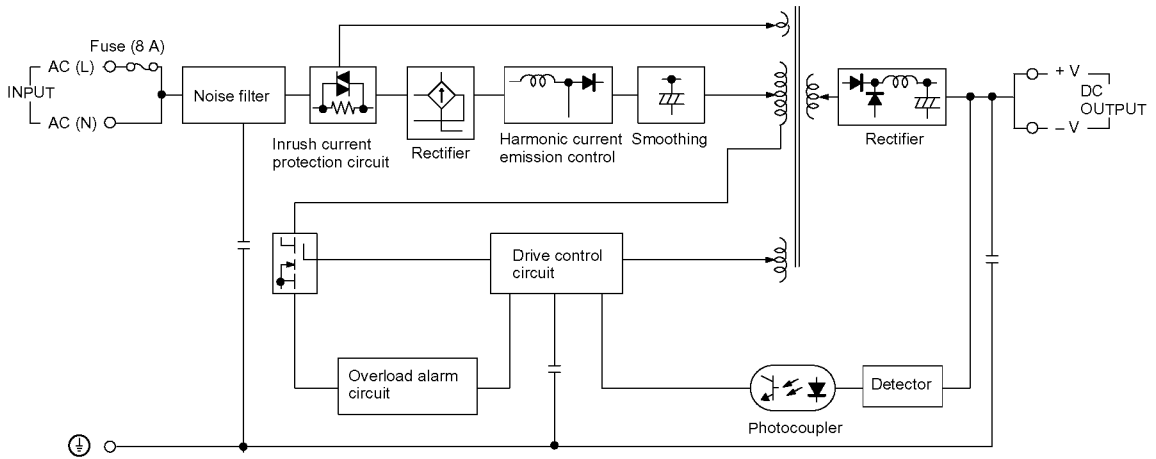 Fuse (8 A)
AC (L)
INPUT
AC (N)
Noise filter
Inrush current
protection circuit
Rectifier
Harmonic current
emission control
Smoothing
Rectifier
+ V
DC
OUTPUT
– V
Drive control
circuit
Overload alarm
circuit
Photocoupler
Detector